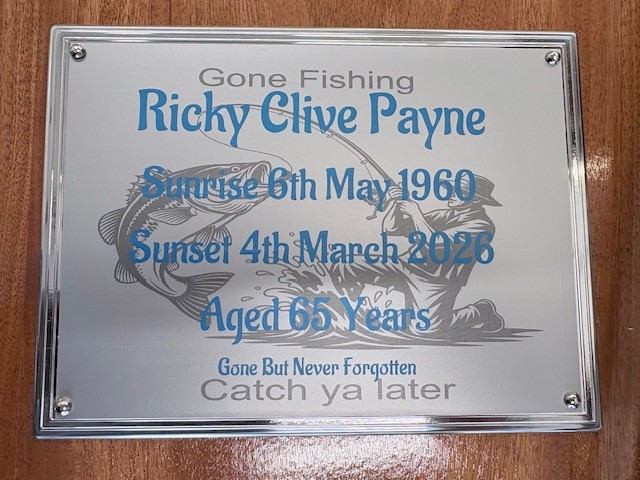 Gone Fishing
Ricky Clive Payne
Sunrise 6th May 1960
Sunset 4th March 2026
Aged 65 Years
Gone But Never Forgotten
Catch ya later